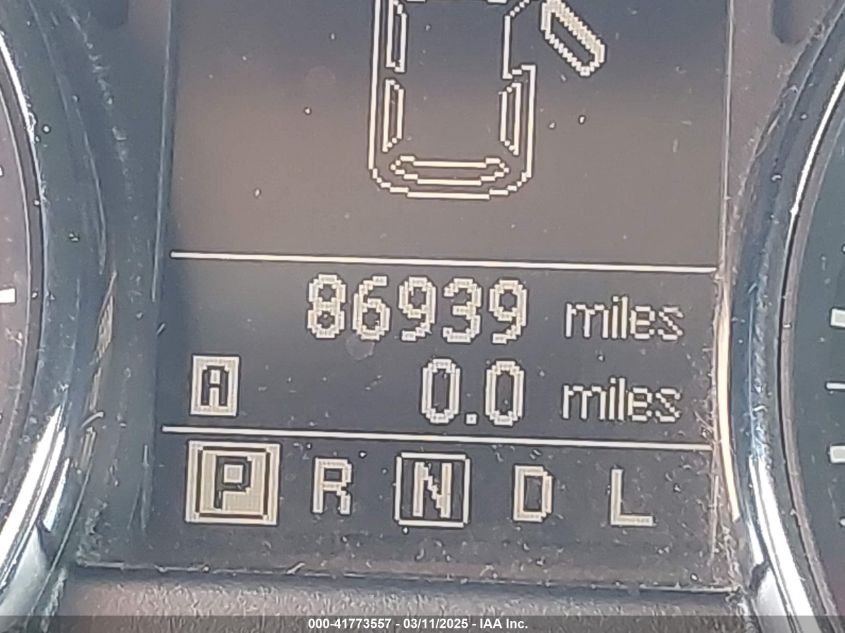 86939 miles
A 0.0 miles
P R N D L
000-41773557 - 03/11/2025 - IAA Inc.